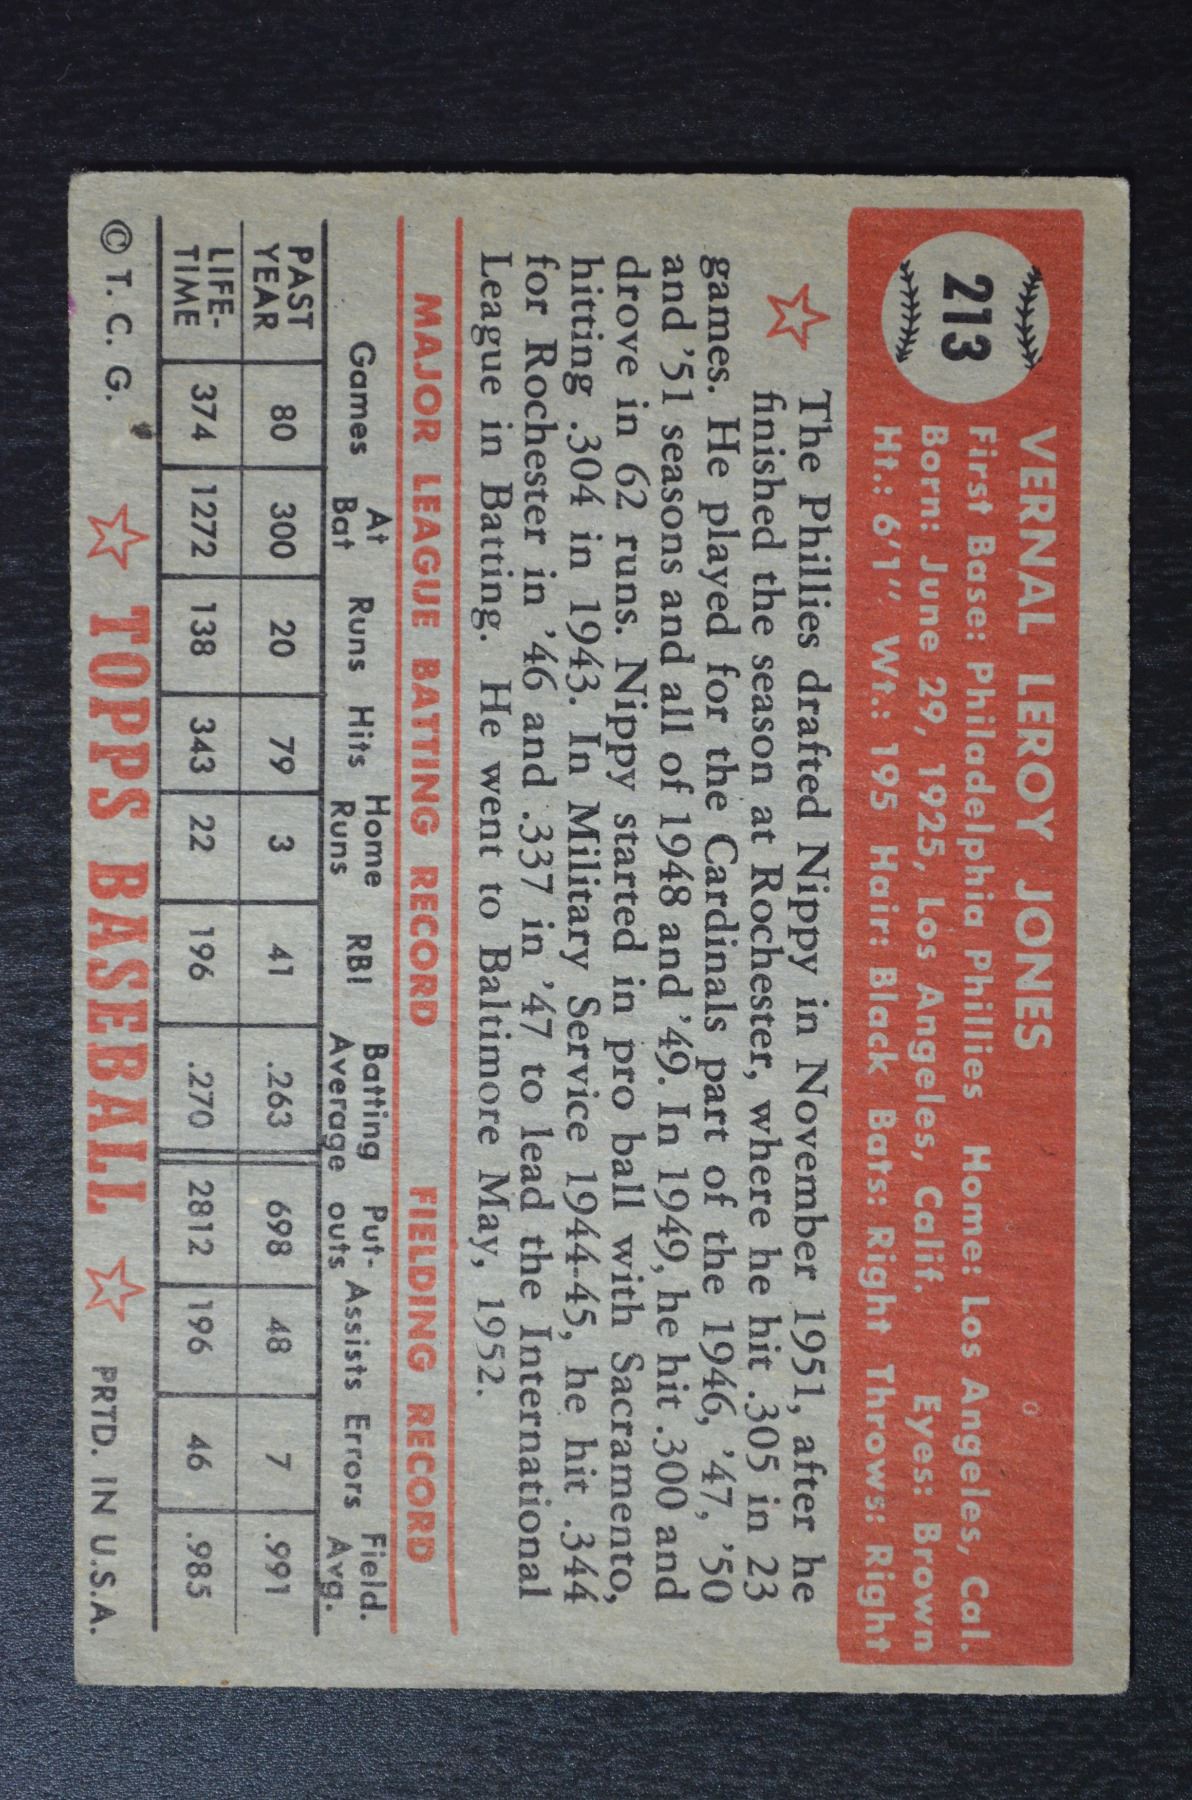 213
VERNAL LEROY JONES
First Base: Philadelphia Phillies Home: Los Angeles, Cal.
Born: June 29, 1925, Los Angeles, Calif. Eyes: Brown
Ht.: 6'1" Wt.: 195 Hair: Black Bats: Right Throws: Right
The Phillies drafted Nippy in November 1951, after he
finished the season at Rochester, where he hit .305 in 23
games. He played for the Cardinals part of the 1946, '47, '50
and '51 seasons and all of 1948 and '49. In 1949, he hit .300 and
drove in 62 runs. Nippy started in pro ball with Sacramento,
hitting .304 in 1943. In Military Service 1944-45, he hit .344
for Rochester in '46 and .337 in '47 to lead the International
League in Batting. He went to Baltimore May, 1952.
MAJOR LEAGUE BATTING RECORD FIELDING RECORD
Games At Bat Runs Hits Home Runs RBI Batting Average Put-outs Assists Errors Field. Avg.
PAST YEAR 80 300 20 79 3 41 .263 698 48 7 .991
LIFE-TIME 374 1272 138 343 22 196 .270 2812 196 46 .985
© T. C. G. TOPPS BASEBALL PRTD. IN U.S.A.